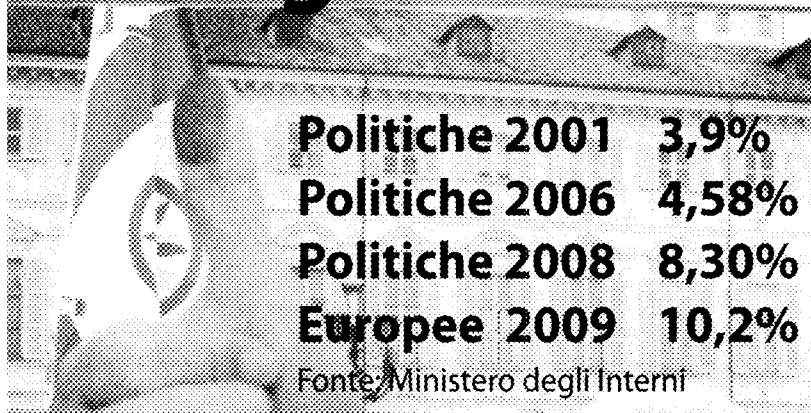 Politiche 2001 3,9%
Politiche 2006 4,58%
Politiche 2008 8,30%
Europee 2009 10,2%
Fonte: Ministero degli Interni